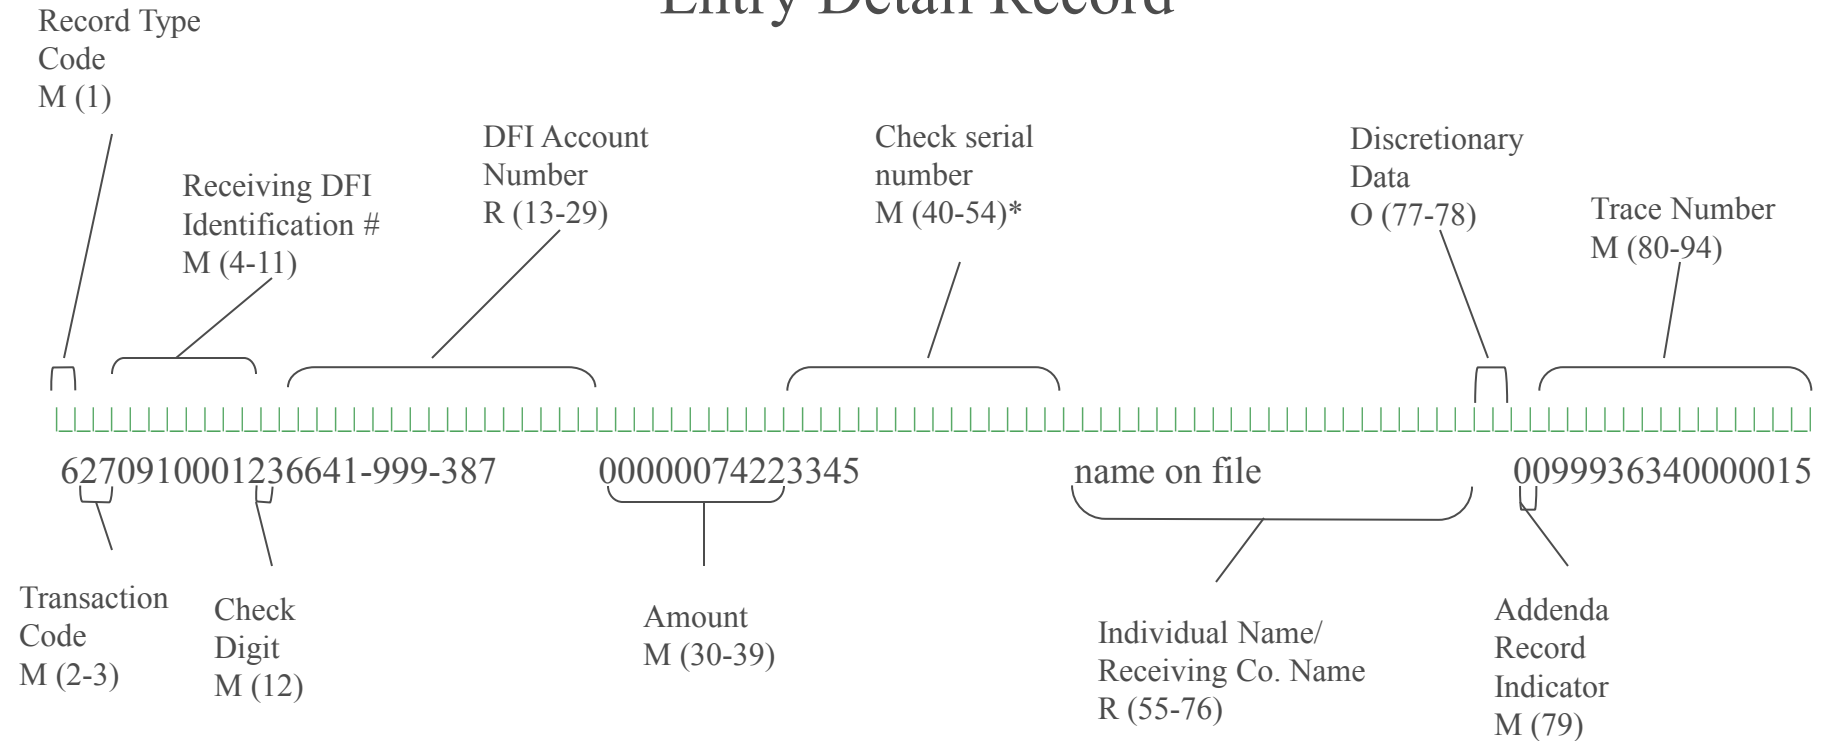 Entry Detail Record
Record Type
Code
M (1)
Receiving DFI
Identification #
M (4-11)
DFI Account
Number
R (13-29)
Check serial
number
M (40-54)*
Discretionary
Data
O (77-78)
Trace Number
M (80-94)
6270910001236641-999-387 00000074223345 name on file 0099936340000015
Transaction
Code
M (2-3)
Check
Digit
M (12)
Amount
M (30-39)
Individual Name/
Receiving Co. Name
R (55-76)
Addenda
Record
Indicator
M (79)